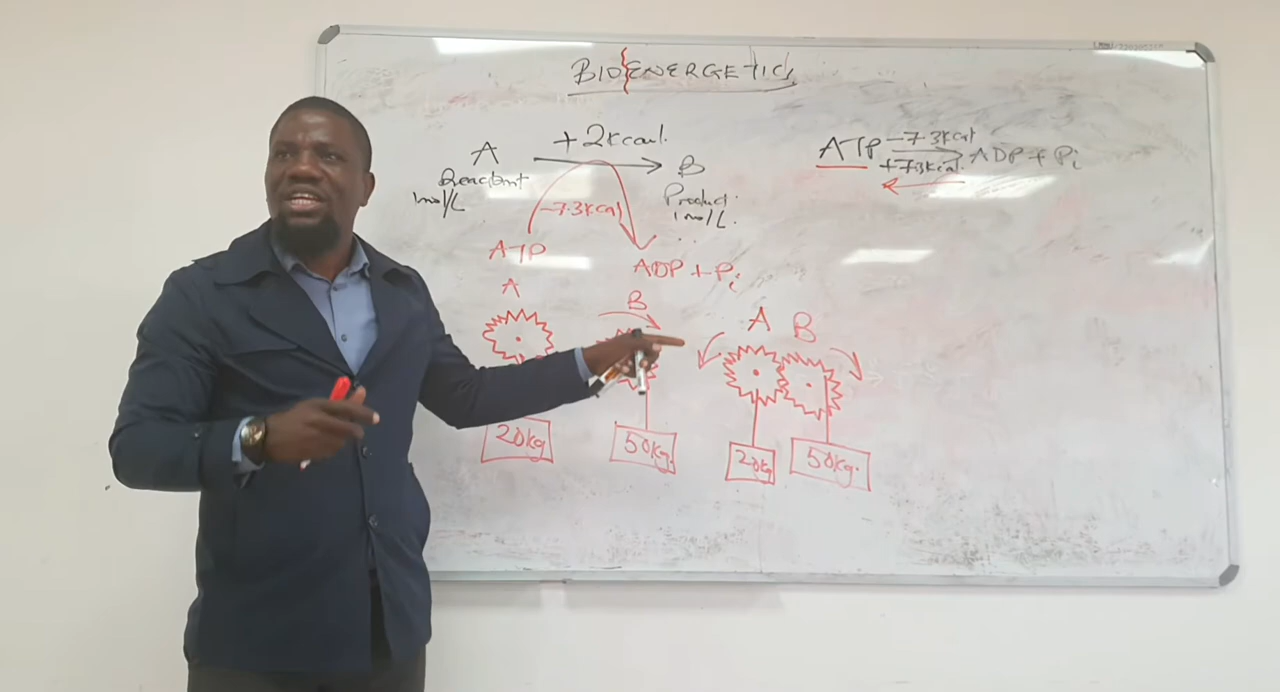 BIOENERGETICS
A +2kcal. B
Reactant
1mol/L
Product
1mol/L.
-7.3kcal
ATP
ADP + Pi
ATP -7.3kcal ADP + Pi
+7.3kcal
A
B
A B
20kg
50kg.
20kg
50kg.